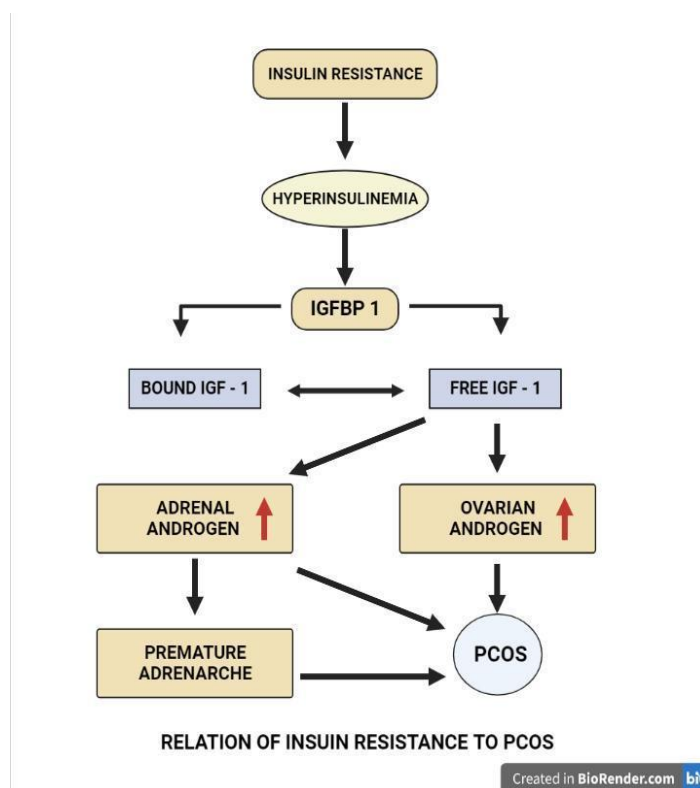 INSULIN RESISTANCE
HYPERINSULINEMIA
IGFBP 1
BOUND IGF - 1
FREE IGF - 1
ADRENAL
ANDROGEN
OVARIAN
ANDROGEN
PREMATURE
ADRENARCHE
PCOS
RELATION OF INSUIN RESISTANCE TO PCOS
Created in BioRender.com